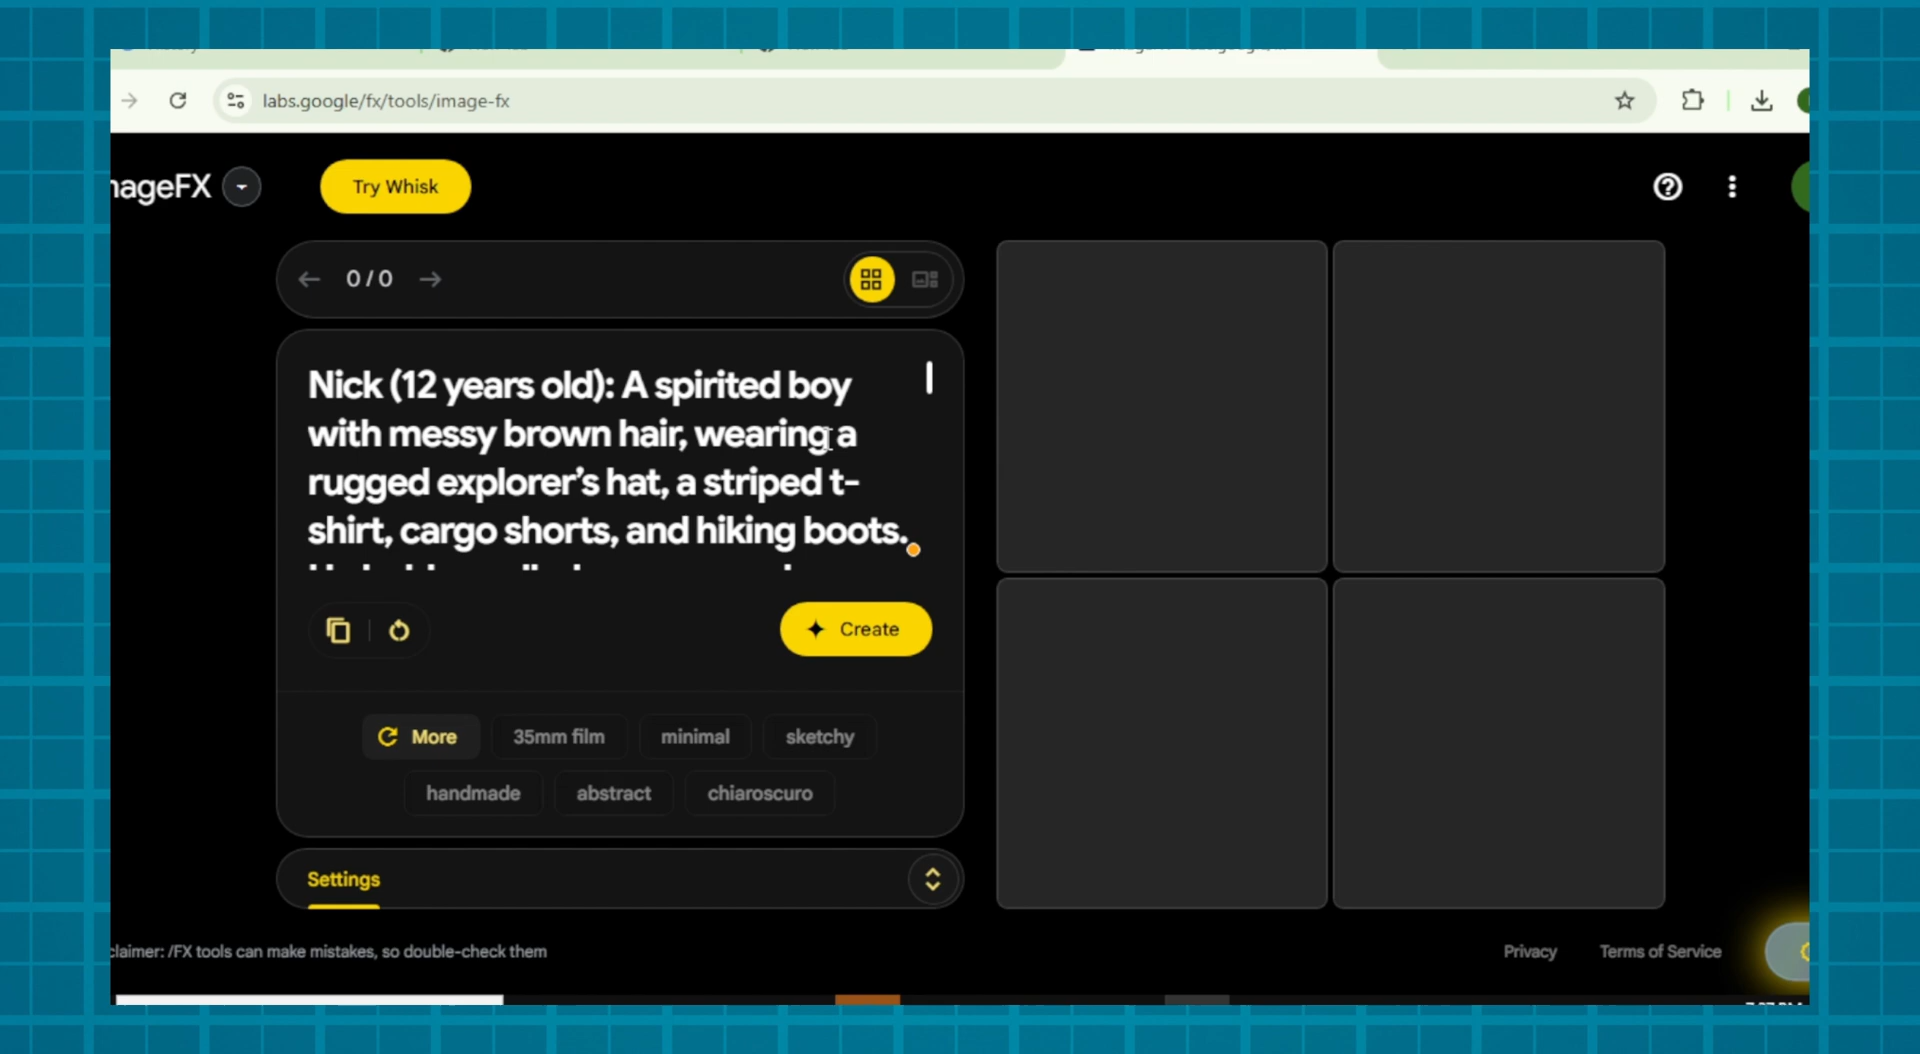 labs.google/fx/tools/image-fx
mageFX
Try Whisk
0 / 0
Nick (12 years old): A spirited boy
with messy brown hair, wearing a
rugged explorer’s hat, a striped t-
shirt, cargo shorts, and hiking boots.
Create
More
35mm film
minimal
sketchy
handmade
abstract
chiaroscuro
Settings
claimer: /FX tools can make mistakes, so double-check them
Privacy
Terms of Service